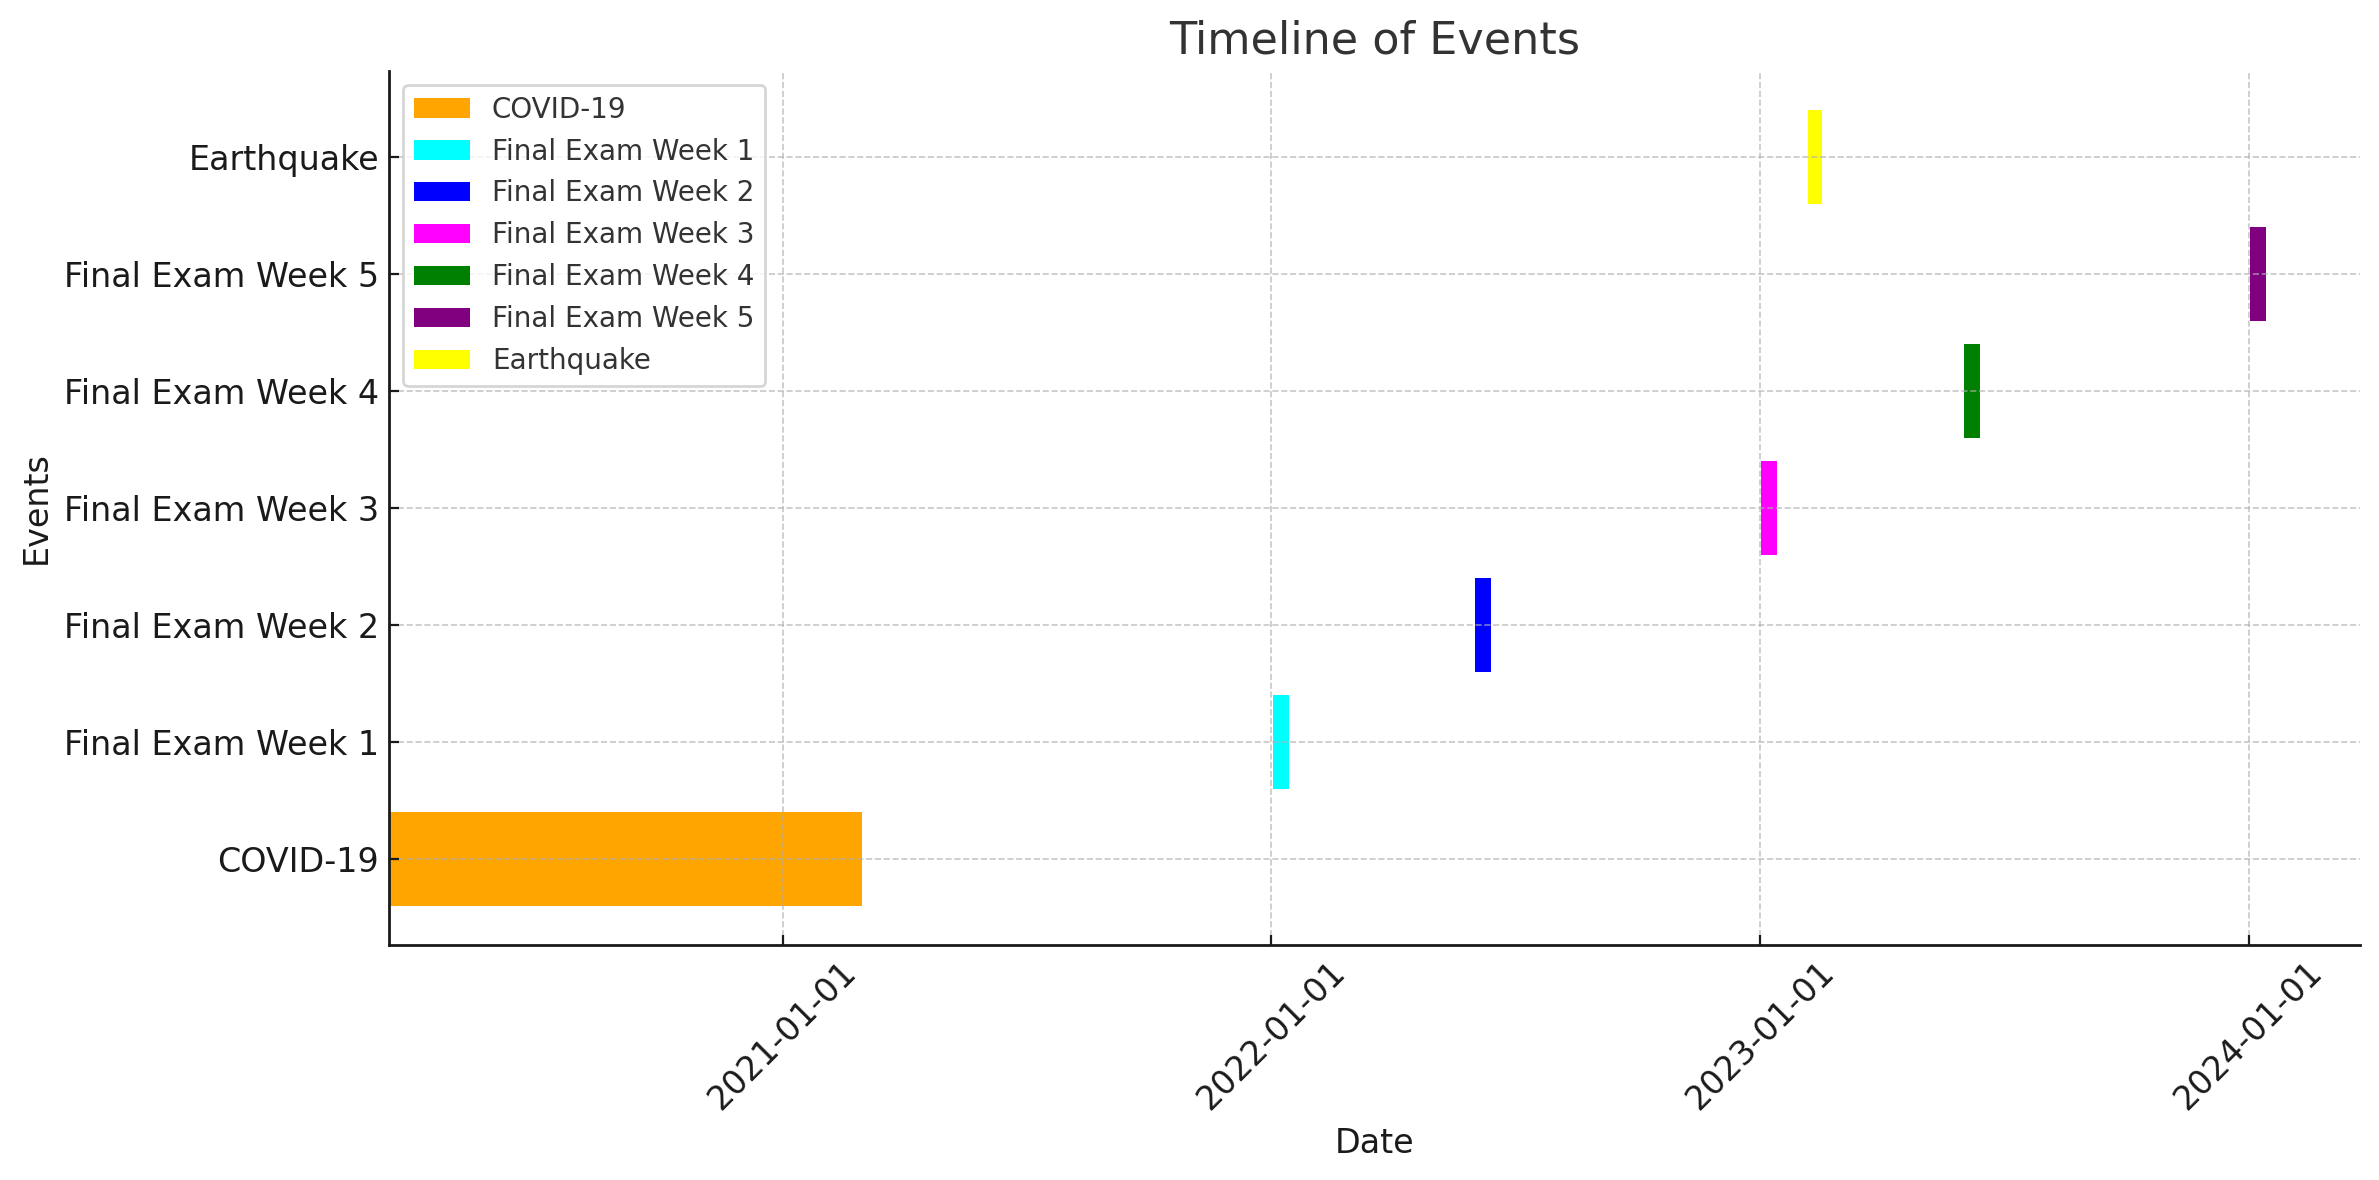 Timeline of Events
COVID-19
Final Exam Week 1
Final Exam Week 2
Final Exam Week 3
Final Exam Week 4
Final Exam Week 5
Earthquake
Events
Earthquake
Final Exam Week 5
Final Exam Week 4
Final Exam Week 3
Final Exam Week 2
Final Exam Week 1
COVID-19
2021-01-01
2022-01-01
2023-01-01
2024-01-01
Date